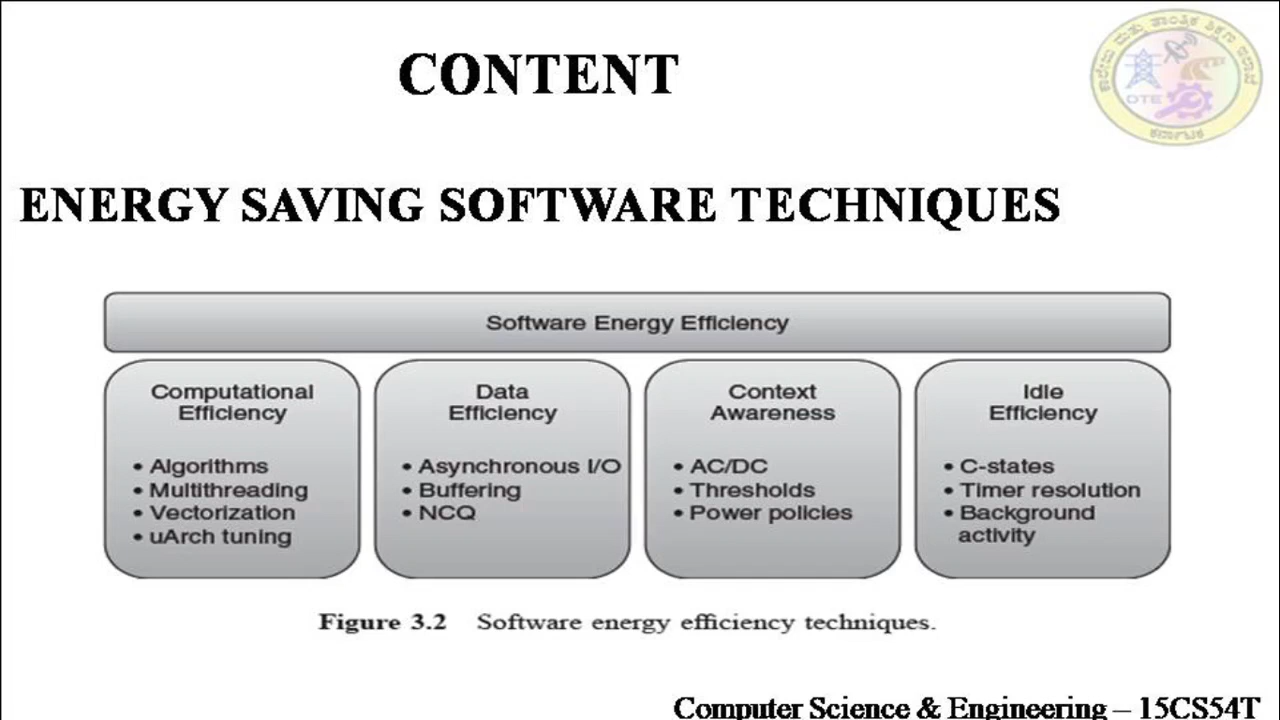 CONTENT
ENERGY SAVING SOFTWARE TECHNIQUES
DTE
ಕರ್ನಾಟಕ
Software Energy Efficiency
Computational
Efficiency
• Algorithms
• Multithreading
• Vectorization
• uArch tuning
Data
Efficiency
• Asynchronous I/O
• Buffering
• NCQ
Context
Awareness
• AC/DC
• Thresholds
• Power policies
Idle
Efficiency
• C-states
• Timer resolution
• Background
activity
Figure 3.2 Software energy efficiency techniques.
Computer Science & Engineering – 15CS54T